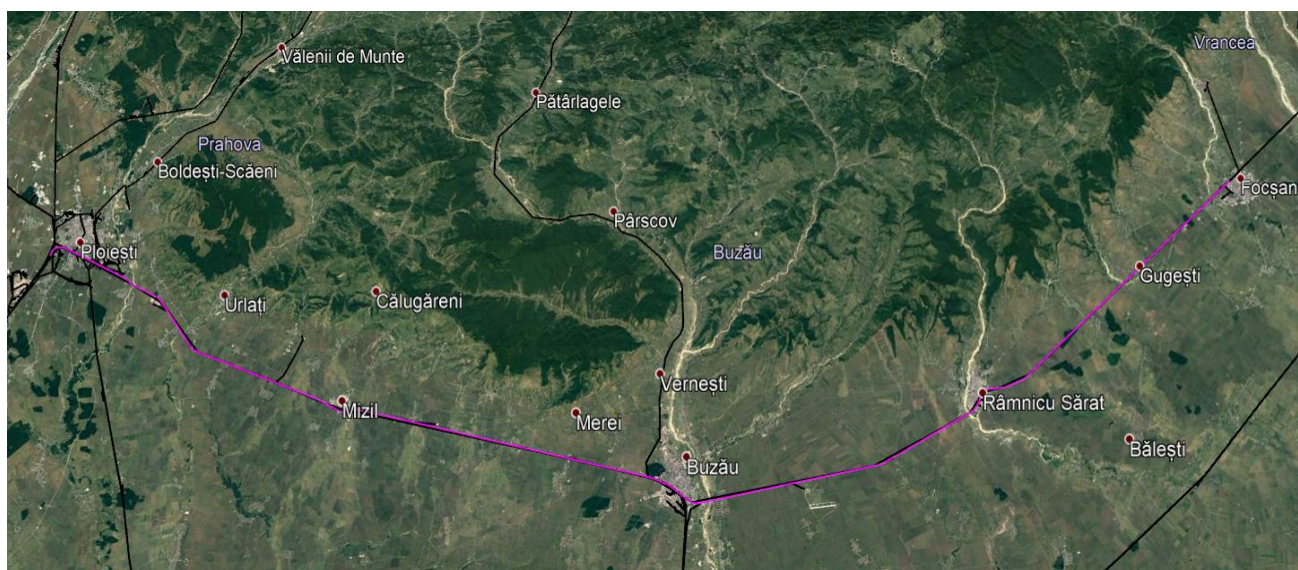 Vrancea
Vălenii de Munte
Pătârlagele
Prahova
Boldești-Scăeni
Focșan
Pârscov
Ploiești
Buzău
Gugești
Urlați
Călugăreni
Vernești
Mizil
Merei
Râmnicu Sărat
Bălești
Buzău